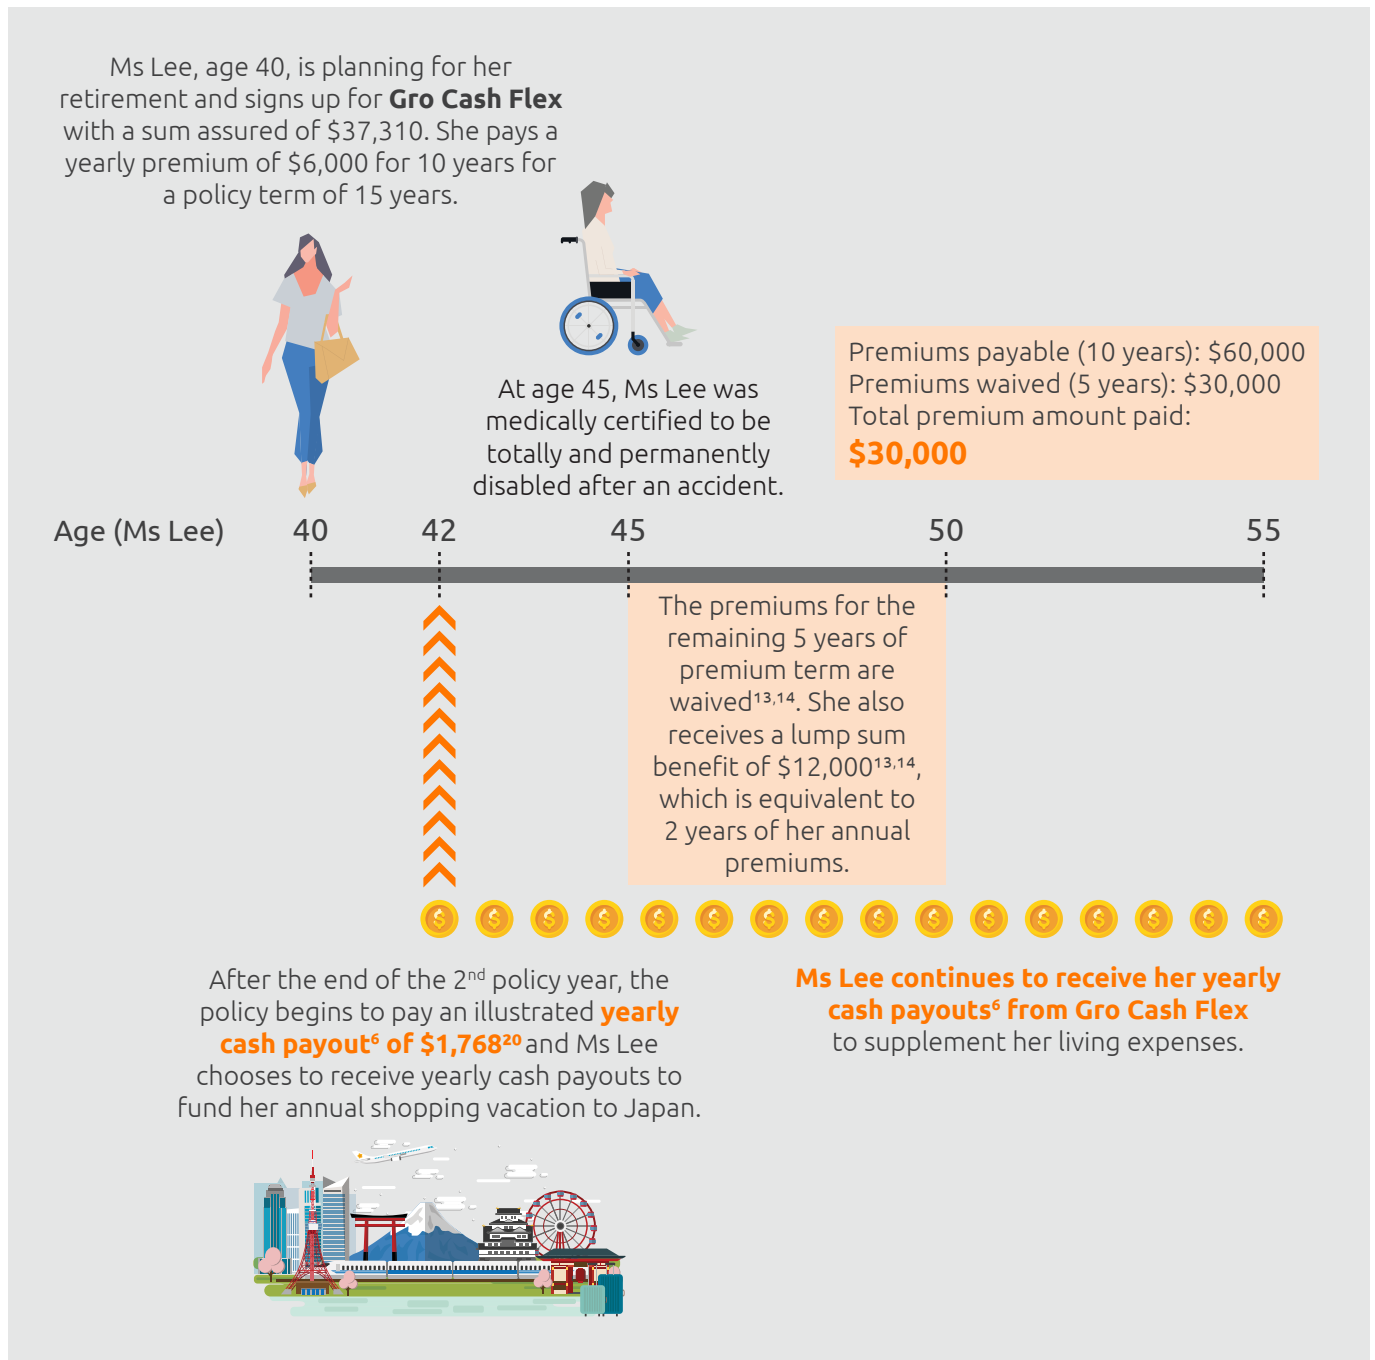 Ms Lee, age 40, is planning for her
retirement and signs up for Gro Cash Flex
with a sum assured of $37,310. She pays a
yearly premium of $6,000 for 10 years for
a policy term of 15 years.
At age 45, Ms Lee was
medically certified to be
totally and permanently
disabled after an accident.
Premiums payable (10 years): $60,000
Premiums waived (5 years): $30,000
Total premium amount paid:
$30,000
Age (Ms Lee) 40 42 45 50 55
The premiums for the
remaining 5 years of
premium term are
waived¹³,¹⁴. She also
receives a lump sum
benefit of $12,000¹³,¹⁴,
which is equivalent to
2 years of her annual
premiums.
$ $ $ $ $ $ $ $ $ $ $ $ $ $ $ $
After the end of the 2nd policy year, the
policy begins to pay an illustrated yearly
cash payout⁶ of $1,768²⁰ and Ms Lee
chooses to receive yearly cash payouts to
fund her annual shopping vacation to Japan.
Ms Lee continues to receive her yearly
cash payouts⁶ from Gro Cash Flex
to supplement her living expenses.